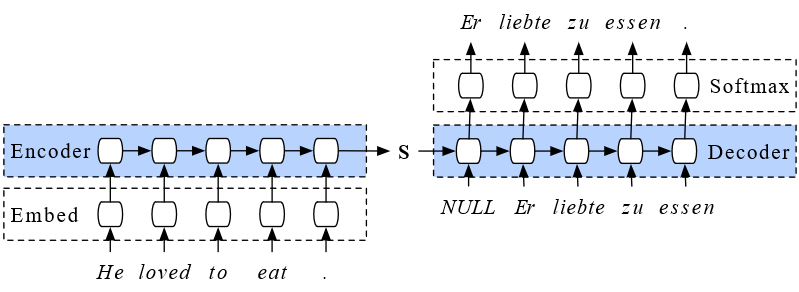 Er liebte zu essen .
Softmax
Encoder
S
Decoder
Embed
NULL Er liebte zu essen
He loved to eat .